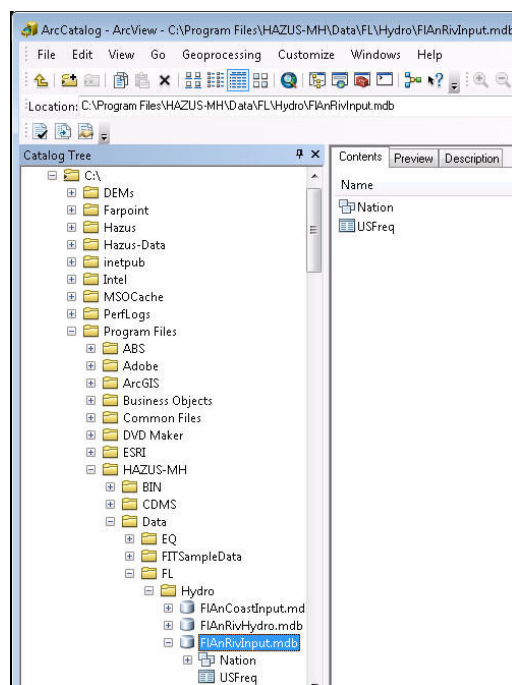 ArcCatalog - ArcView - C:\Program Files\HAZUS-MH\Data\FL\Hydro\FlAnRivInput.mdb
File Edit View Go Geoprocessing Customize Windows Help
Location: C:\Program Files\HAZUS-MH\Data\FL\Hydro\FlAnRivInput.mdb
Catalog Tree
Contents Preview Description
C:\
Name
DEMs
Nation
Farpoint
USFreq
Hazus
Hazus-Data
inetpub
Intel
MSOCache
PerfLogs
Program Files
ABS
Adobe
ArcGIS
Business Objects
Common Files
DVD Maker
ESRI
HAZUS-MH
BIN
CDMS
Data
EQ
FITSampleData
FL
Hydro
FlAnCoastInput.md
FlAnRivHydro.mdb
FlAnRivInput.mdb
Nation
USFreq